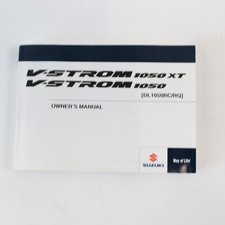 V-STROM 1050 XT
V-STROM 1050
[DL1050RC/RQ]
OWNER'S MANUAL
SUZUKI
Way of Life!